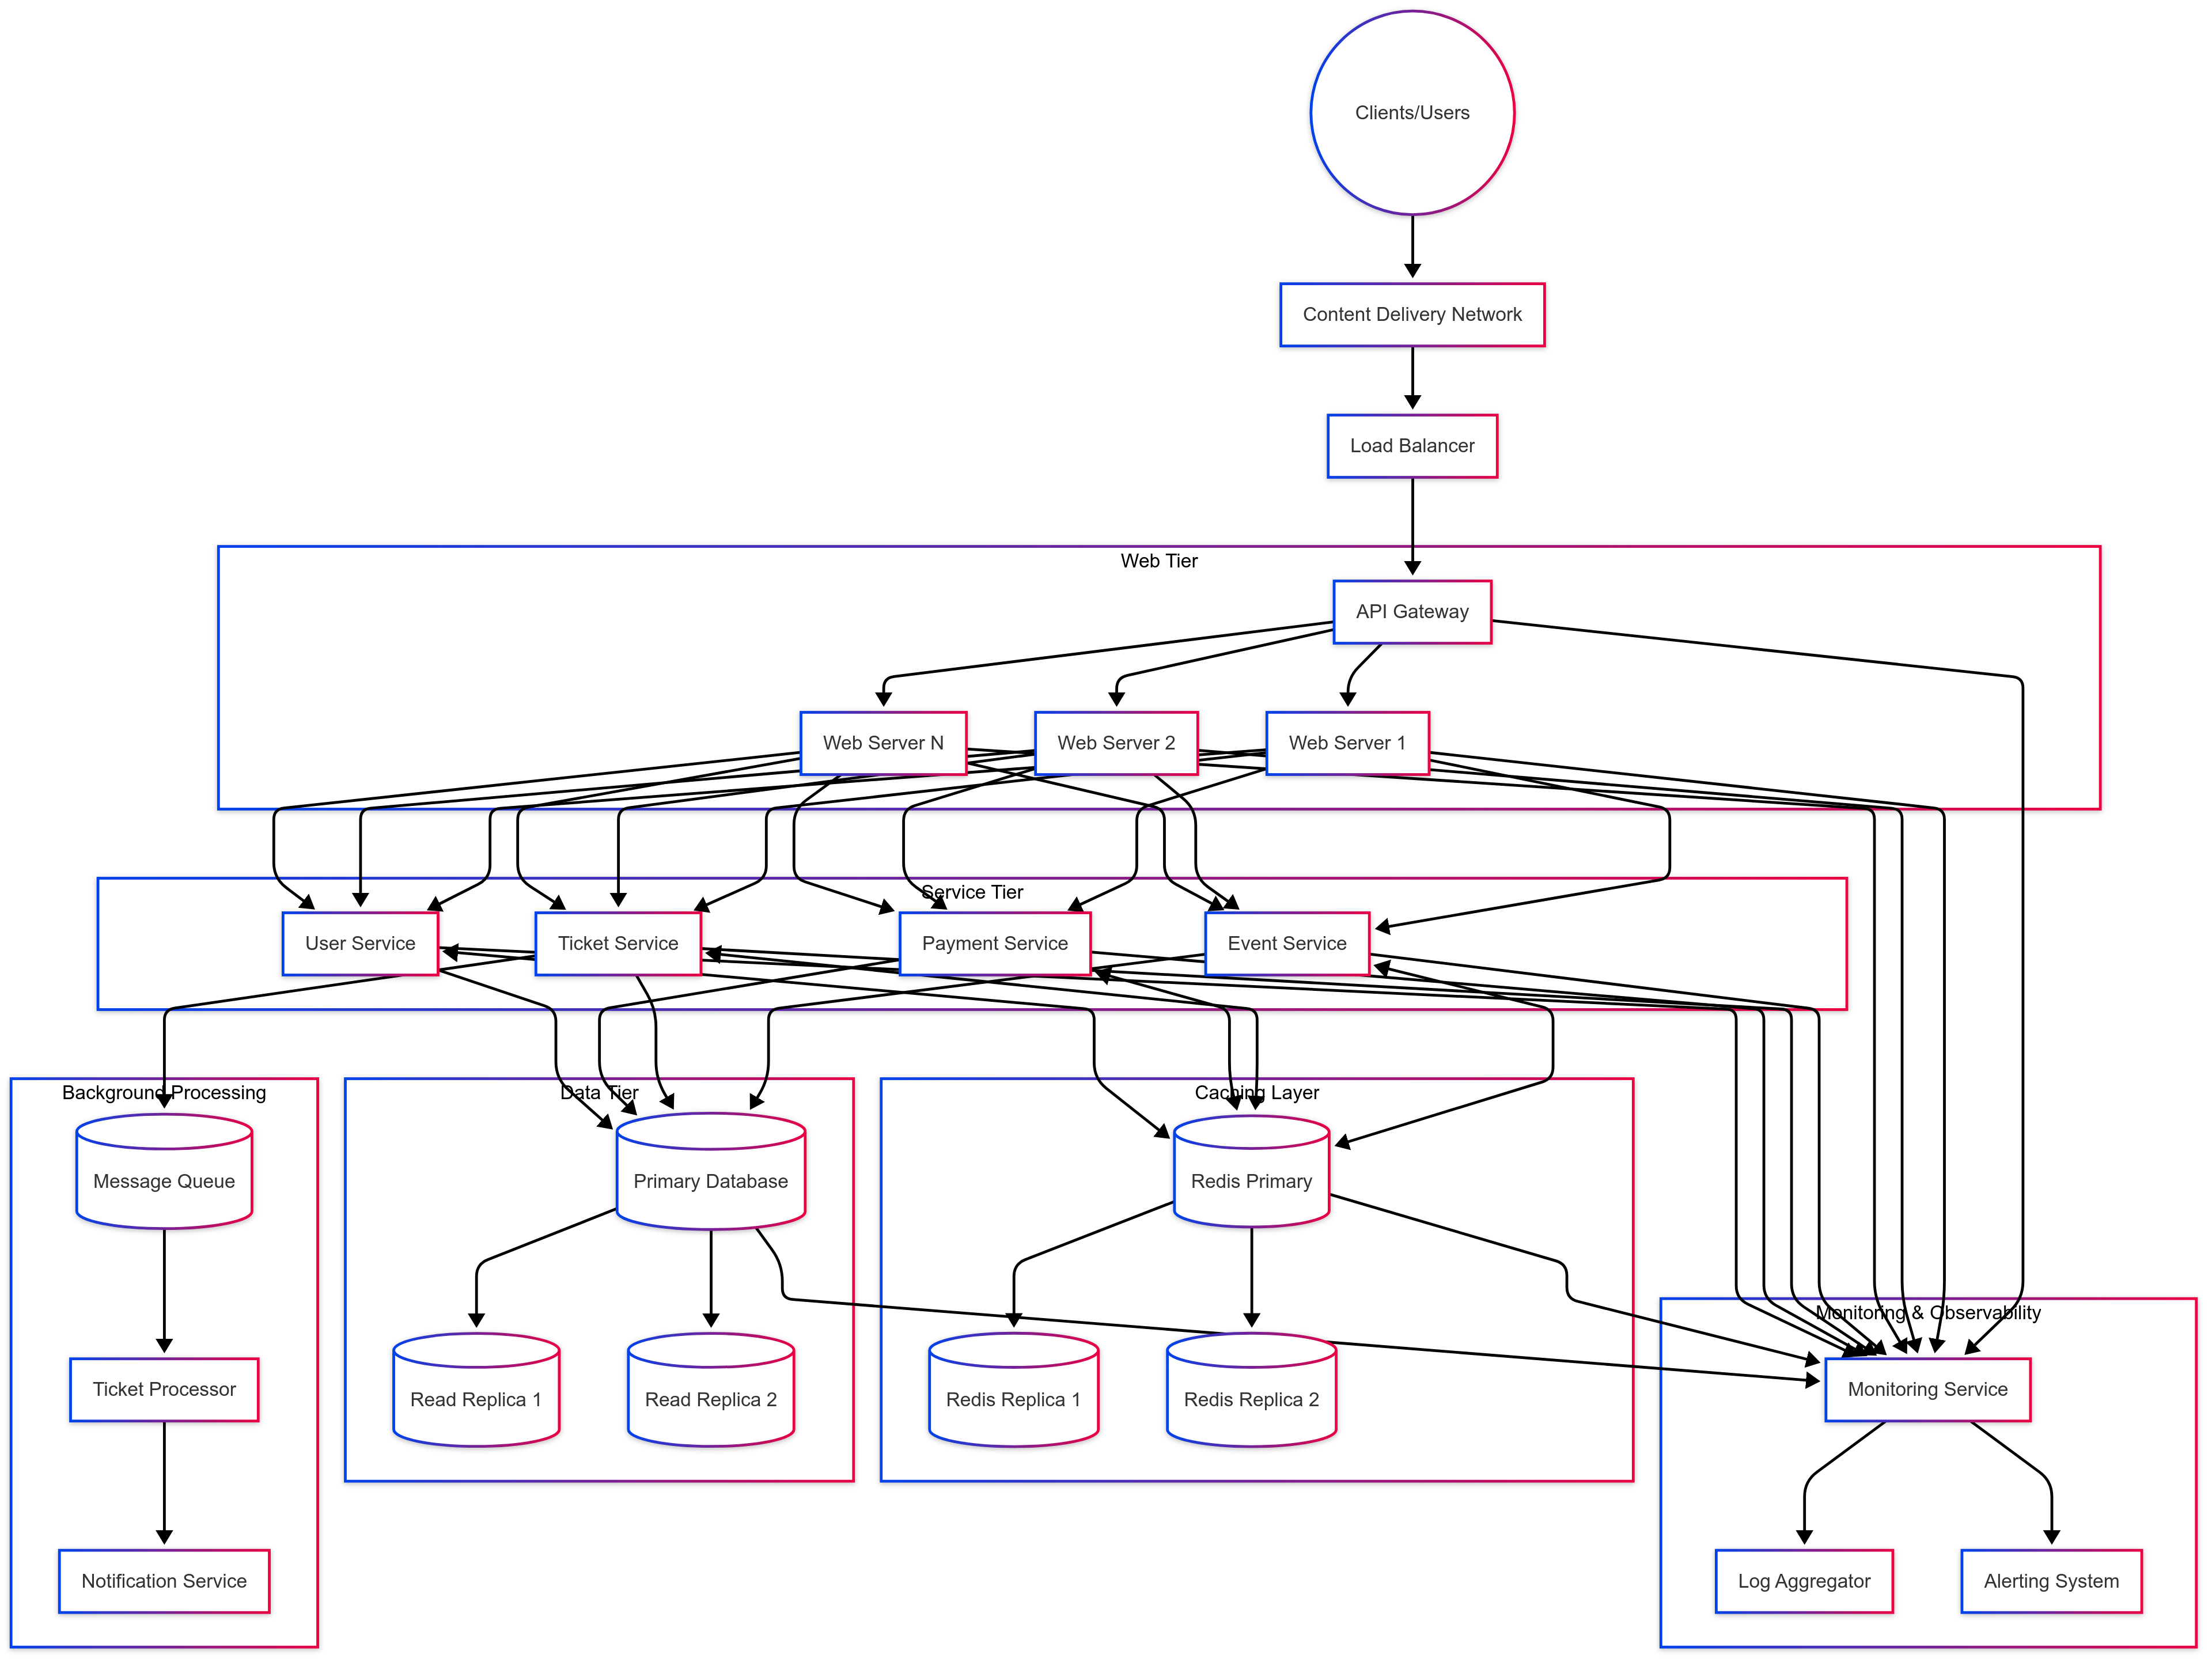 Clients/Users
Content Delivery Network
Load Balancer
Web Tier
API Gateway
Web Server N
Web Server 2
Web Server 1
Service Tier
User Service
Ticket Service
Payment Service
Event Service
Background Processing
Data Tier
Caching Layer
Message Queue
Primary Database
Redis Primary
Monitoring & Observability
Ticket Processor
Read Replica 1
Read Replica 2
Redis Replica 1
Redis Replica 2
Monitoring Service
Notification Service
Log Aggregator
Alerting System